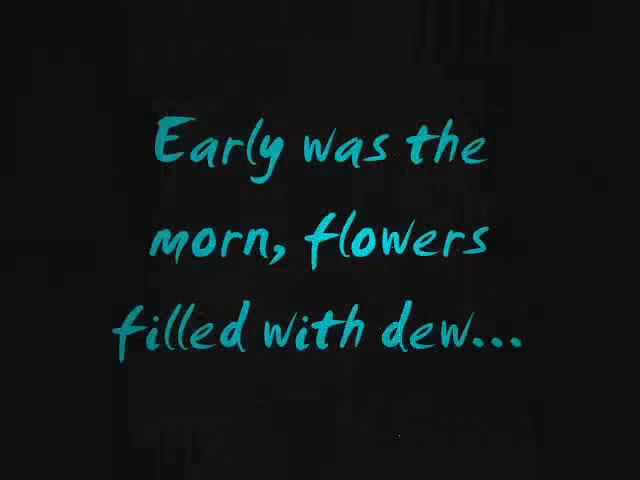 Early was the
morn, flowers
filled with dew...